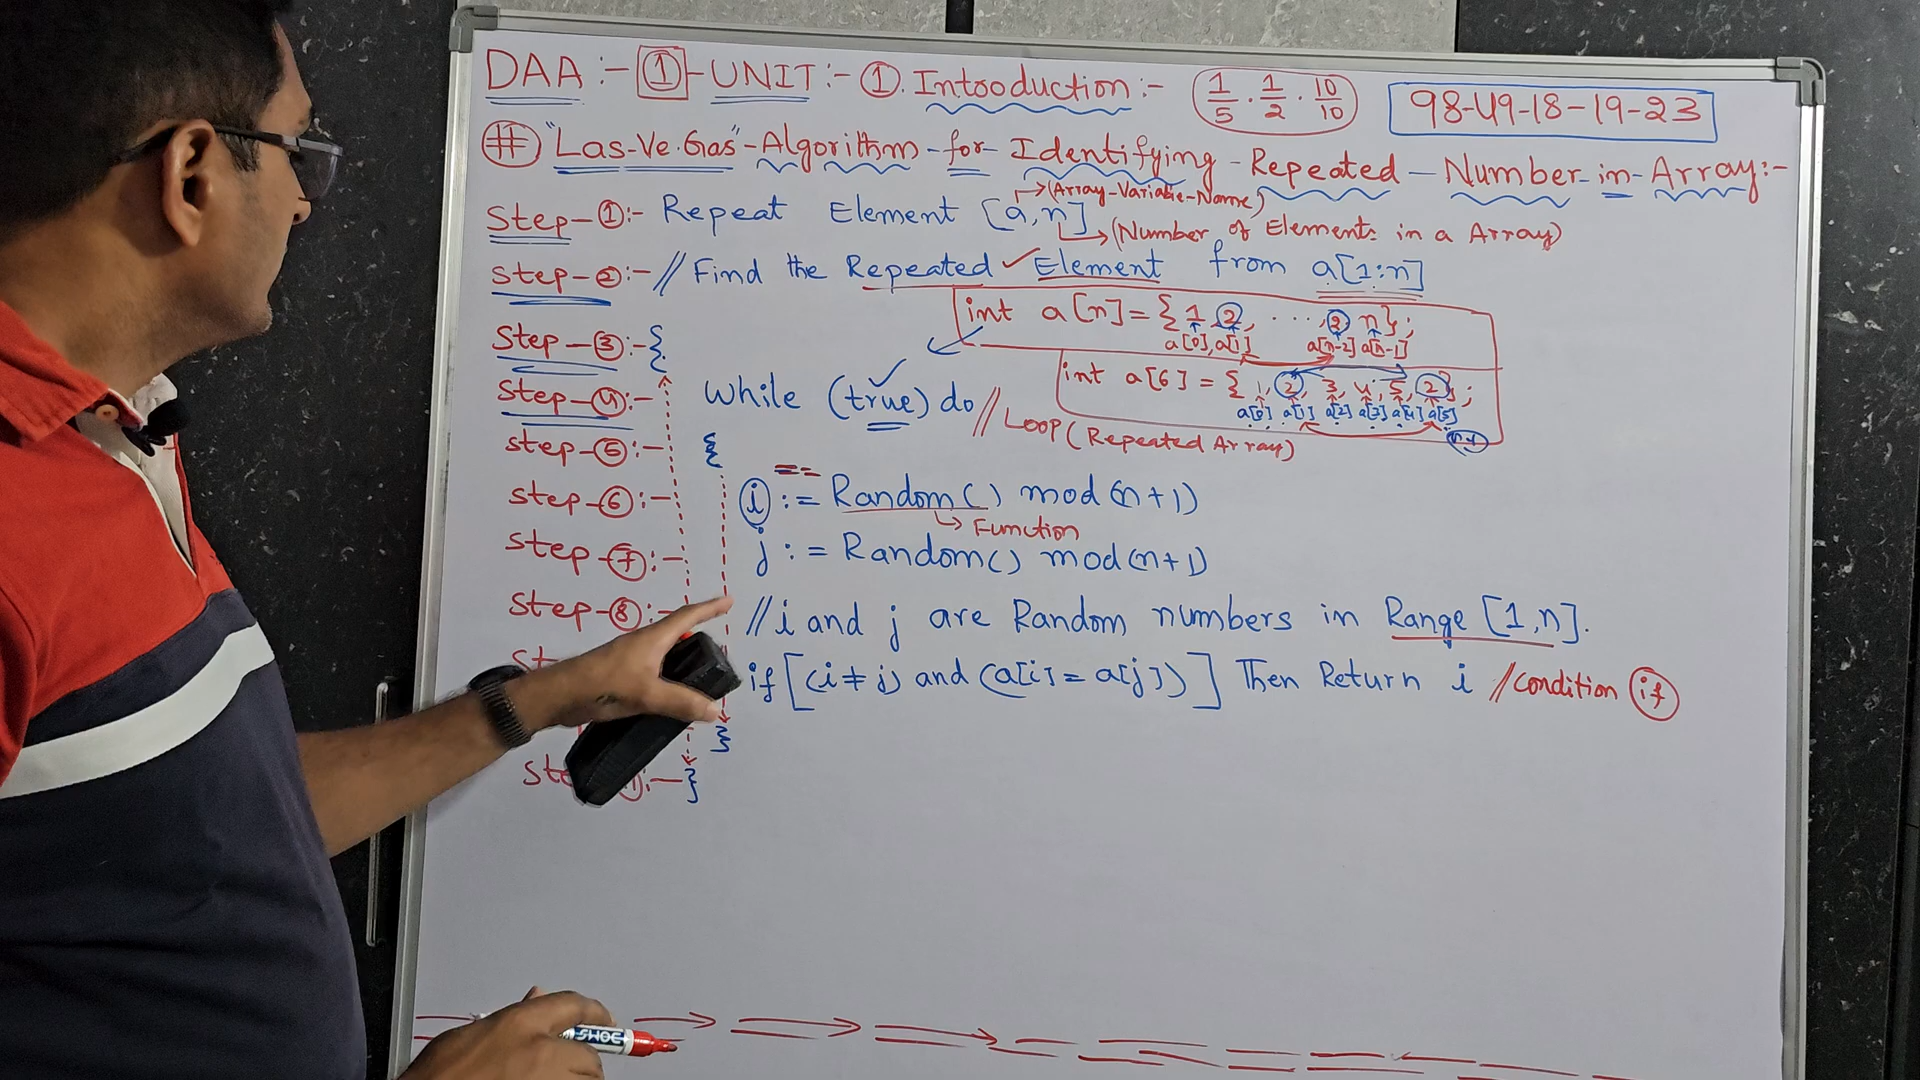 DAA :- 1 - UNIT :- 1. Introduction :- 1/5 . 1/2 . 10/10 98-49-18-19-23
# "Las-Ve.Gas" - Algorithm - for - Identifying - Repeated - Number - in - Array :-
→ (Array-Variable-Name)
Step-1:- Repeat Element [a, n]
→ (Number of Elements in a Array)
Step-2:- // Find the Repeated ✓ Element from a[1:n]
int a[n] = { 1, 2, ...., 2, n};
a[0], a[1] a[n-2] a[n-1]
Step-3:- {
int a[6] = { 1, 2, 3, 4, 5, 2};
a[0] a[1] a[2] a[3] a[4] a[5]
Step-4:- while (true) do // Loop (Repeated Array)
Step-5:- {
==
Step-6:- i := Random() mod (n+1)
→ Function
Step-7:- j := Random() mod (n+1)
Step-8:- // i and j are Random numbers in Range [1, n].
if [(i ≠ j) and (a[i] = a[j])] Then Return i // condition if
}
}